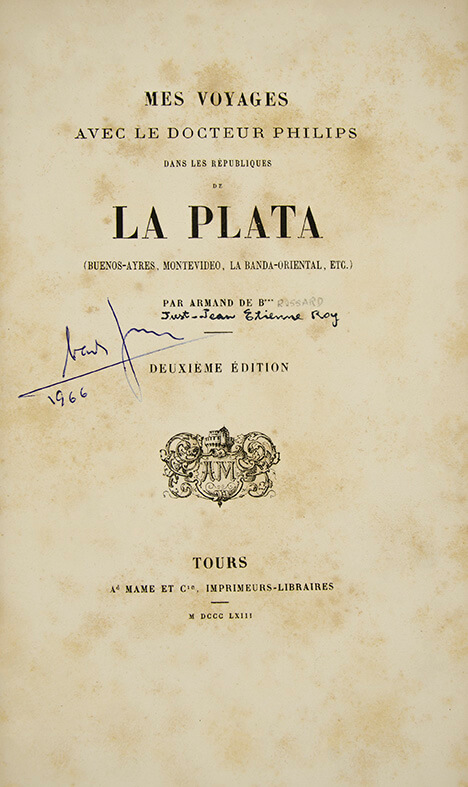 MES VOYAGES
AVEC LE DOCTEUR PHILIPS
DANS LES RÉPUBLIQUES
DE
LA PLATA
(BUENOS-AYRES, MONTEVIDEO, LA BANDA-ORIENTAL, ETC.)
PAR ARMAND DE B***
Just-Jean Etienne Roy
1966
DEUXIÈME ÉDITION
AM
TOURS
Ad MAME ET Cie, IMPRIMEURS-LIBRAIRES
M DCCC LXIII